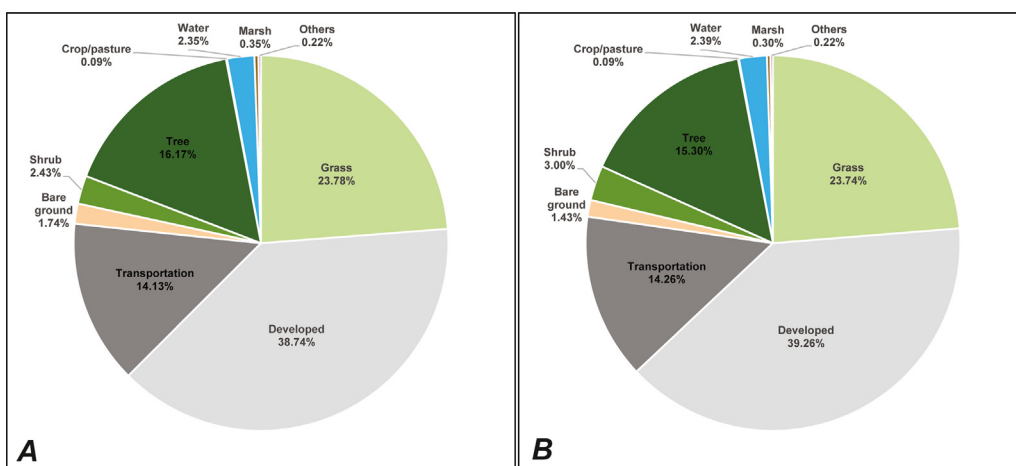 Water
2.35%
Marsh
0.35%
Others
0.22%
Crop/pasture
0.09%
Tree
16.17%
Grass
23.78%
Shrub
2.43%
Bare
ground
1.74%
Transportation
14.13%
Developed
38.74%
A
Water
2.39%
Marsh
0.30%
Others
0.22%
Crop/pasture
0.09%
Tree
15.30%
Grass
23.74%
Shrub
3.00%
Bare
ground
1.43%
Transportation
14.26%
Developed
39.26%
B